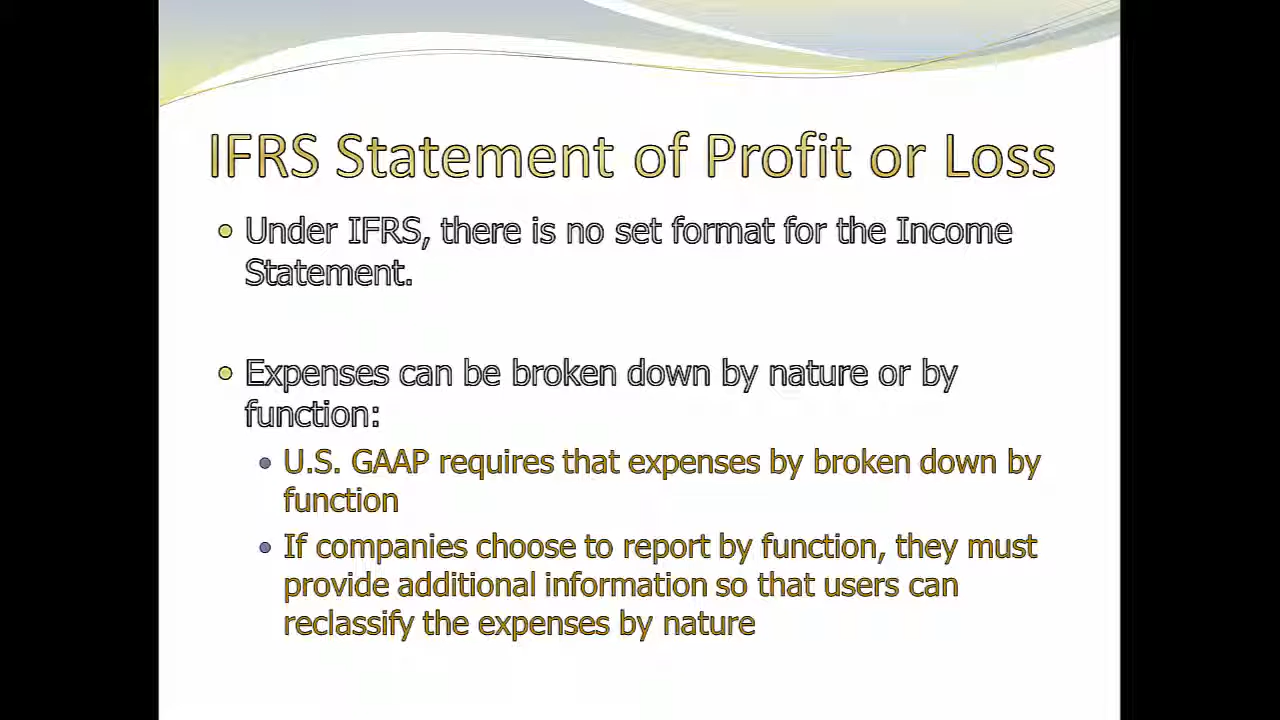 IFRS Statement of Profit or Loss
• Under IFRS, there is no set format for the Income
Statement.
• Expenses can be broken down by nature or by
function:
• U.S. GAAP requires that expenses by broken down by
function
• If companies choose to report by function, they must
provide additional information so that users can
reclassify the expenses by nature